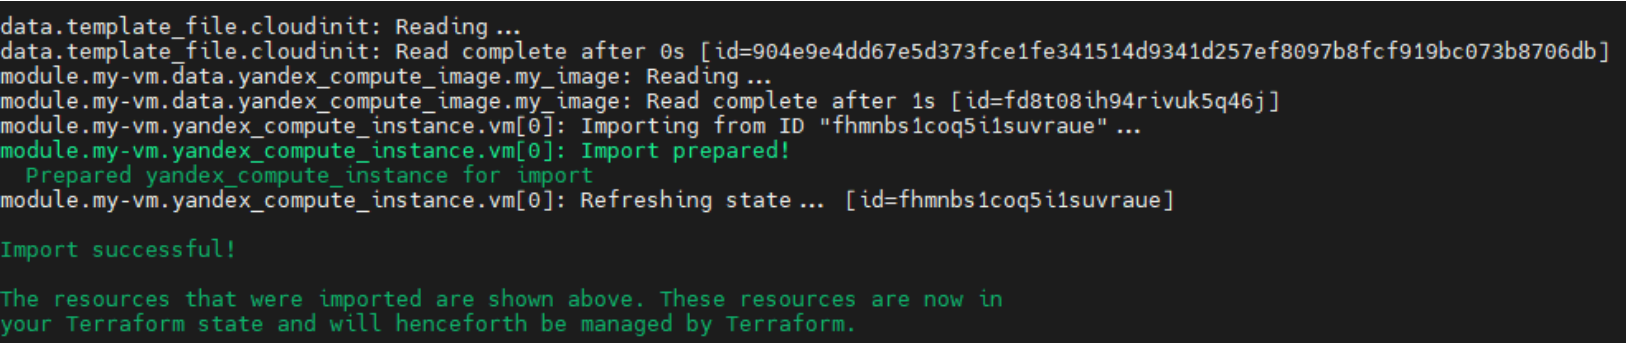 data.template_file.cloudinit: Reading...
data.template_file.cloudinit: Read complete after 0s [id=904e9e4dd67e5d373fce1fe341514d9341d257ef8097b8fcf919bc073b8706db]
module.my-vm.data.yandex_compute_image.my_image: Reading...
module.my-vm.data.yandex_compute_image.my_image: Read complete after 1s [id=fd8t08ih94rivuk5q46j]
module.my-vm.yandex_compute_instance.vm[0]: Importing from ID "fhmnbs1coq5i1suvraue"...
module.my-vm.yandex_compute_instance.vm[0]: Import prepared!
  Prepared yandex_compute_instance for import
module.my-vm.yandex_compute_instance.vm[0]: Refreshing state... [id=fhmnbs1coq5i1suvraue]
Import successful!
The resources that were imported are shown above. These resources are now in
your Terraform state and will henceforth be managed by Terraform.